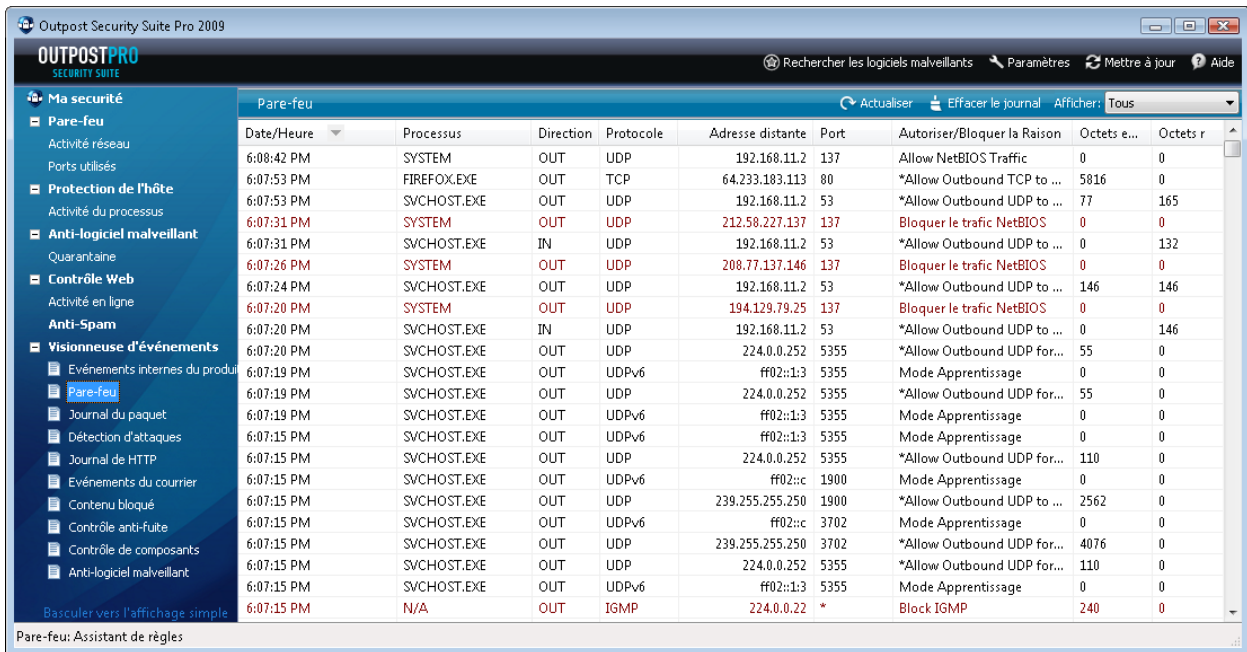 Outpost Security Suite Pro 2009
OUTPOSTPRO
SECURITY SUITE
Rechercher les logiciels malveillants Paramètres Mettre à jour Aide
Ma securité
Pare-feu
Activité réseau
Ports utilisés
Protection de l'hôte
Activité du processus
Anti-logiciel malveillant
Quarantaine
Contrôle Web
Activité en ligne
Anti-Spam
Visionneuse d'événements
Evénements internes du produi
Pare-feu
Journal du paquet
Détection d'attaques
Journal de HTTP
Evénements du courrier
Contenu bloqué
Contrôle anti-fuite
Contrôle de composants
Anti-logiciel malveillant
Basculer vers l'affichage simple
Pare-feu Actualiser Effacer le journal Afficher: Tous
Date/Heure Processus Direction Protocole Adresse distante Port Autoriser/Bloquer la Raison Octets e... Octets r
6:08:42 PM SYSTEM OUT UDP 192.168.11.2 137 Allow NetBIOS Traffic 0 0
6:07:53 PM FIREFOX.EXE OUT TCP 64.233.183.113 80 *Allow Outbound TCP to ... 5816 0
6:07:53 PM SVCHOST.EXE OUT UDP 192.168.11.2 53 *Allow Outbound UDP to ... 77 165
6:07:31 PM SYSTEM OUT UDP 212.58.227.137 137 Bloquer le trafic NetBIOS 0 0
6:07:31 PM SVCHOST.EXE IN UDP 192.168.11.2 53 *Allow Outbound UDP to ... 0 132
6:07:26 PM SYSTEM OUT UDP 208.77.137.146 137 Bloquer le trafic NetBIOS 0 0
6:07:24 PM SVCHOST.EXE OUT UDP 192.168.11.2 53 *Allow Outbound UDP to ... 146 146
6:07:20 PM SYSTEM OUT UDP 194.129.79.25 137 Bloquer le trafic NetBIOS 0 0
6:07:20 PM SVCHOST.EXE IN UDP 192.168.11.2 53 *Allow Outbound UDP to ... 0 146
6:07:20 PM SVCHOST.EXE OUT UDP 224.0.0.252 5355 *Allow Outbound UDP for... 55 0
6:07:19 PM SVCHOST.EXE OUT UDPv6 ff02::1:3 5355 Mode Apprentissage 0 0
6:07:19 PM SVCHOST.EXE OUT UDP 224.0.0.252 5355 *Allow Outbound UDP for... 55 0
6:07:19 PM SVCHOST.EXE OUT UDPv6 ff02::1:3 5355 Mode Apprentissage 0 0
6:07:15 PM SVCHOST.EXE OUT UDPv6 ff02::1:3 5355 Mode Apprentissage 0 0
6:07:15 PM SVCHOST.EXE OUT UDP 224.0.0.252 5355 *Allow Outbound UDP for... 110 0
6:07:15 PM SVCHOST.EXE OUT UDPv6 ff02::c 1900 Mode Apprentissage 0 0
6:07:15 PM SVCHOST.EXE OUT UDP 239.255.255.250 1900 *Allow Outbound UDP to ... 2562 0
6:07:15 PM SVCHOST.EXE OUT UDPv6 ff02::c 3702 Mode Apprentissage 0 0
6:07:15 PM SVCHOST.EXE OUT UDP 239.255.255.250 3702 *Allow Outbound UDP for... 4076 0
6:07:15 PM SVCHOST.EXE OUT UDP 224.0.0.252 5355 *Allow Outbound UDP for... 110 0
6:07:15 PM SVCHOST.EXE OUT UDPv6 ff02::1:3 5355 Mode Apprentissage 0 0
6:07:15 PM N/A OUT IGMP 224.0.0.22 * Block IGMP 240 0
Pare-feu: Assistant de règles